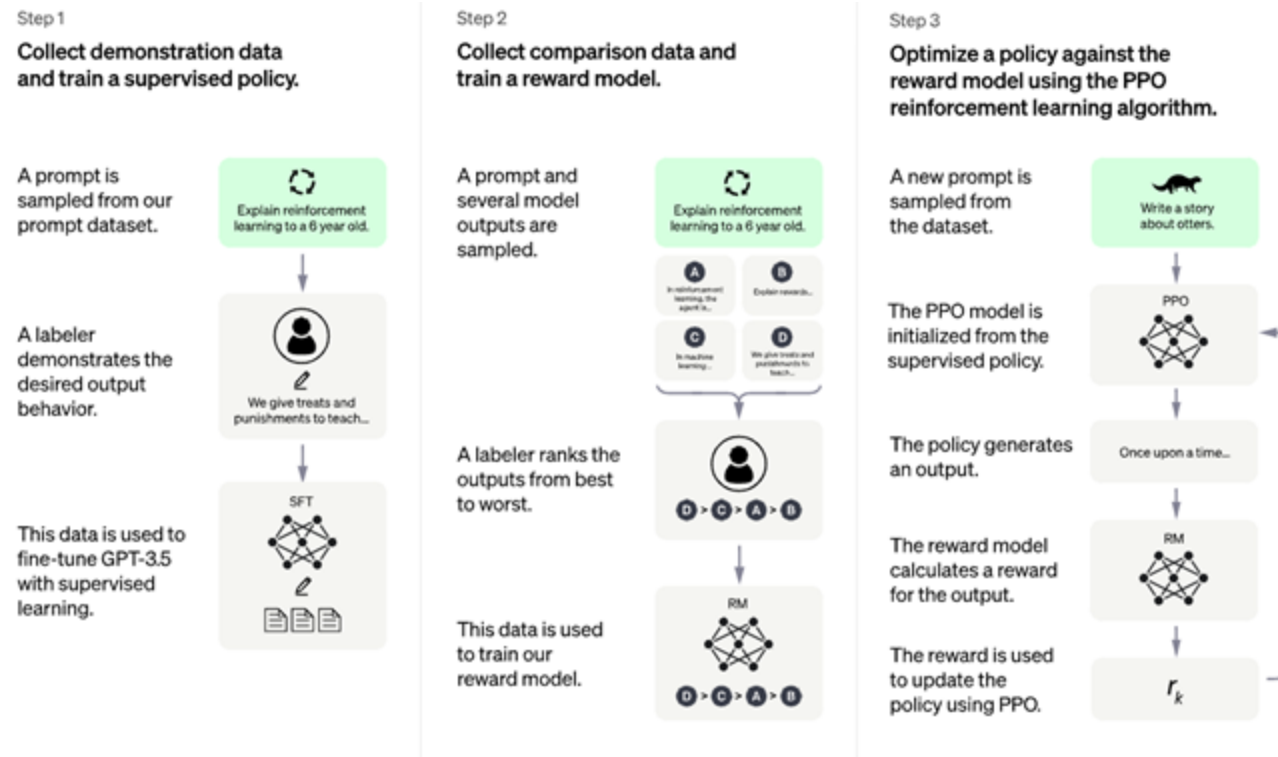 Step 1
Collect demonstration data
and train a supervised policy.
A prompt is
sampled from our
prompt dataset.
Explain reinforcement
learning to a 6 year old.
A labeler
demonstrates the
desired output
behavior.
We give treats and
punishments to teach...
This data is used to
fine-tune GPT-3.5
with supervised
learning.
SFT
Step 2
Collect comparison data and
train a reward model.
A prompt and
several model
outputs are
sampled.
Explain reinforcement
learning to a 6 year old.
A
In reinforcement
learning, the
agent is...
B
Explain rewards...
C
In machine
learning...
D
We give treats and
punishments to
teach...
A labeler ranks the
outputs from best
to worst.
D > C > A > B
This data is used
to train our
reward model.
RM
D > C > A > B
Step 3
Optimize a policy against the
reward model using the PPO
reinforcement learning algorithm.
A new prompt is
sampled from
the dataset.
Write a story
about otters.
The PPO model is
initialized from the
supervised policy.
PPO
The policy generates
an output.
Once upon a time...
The reward model
calculates a reward
for the output.
RM
The reward is used
to update the
policy using PPO.
rk